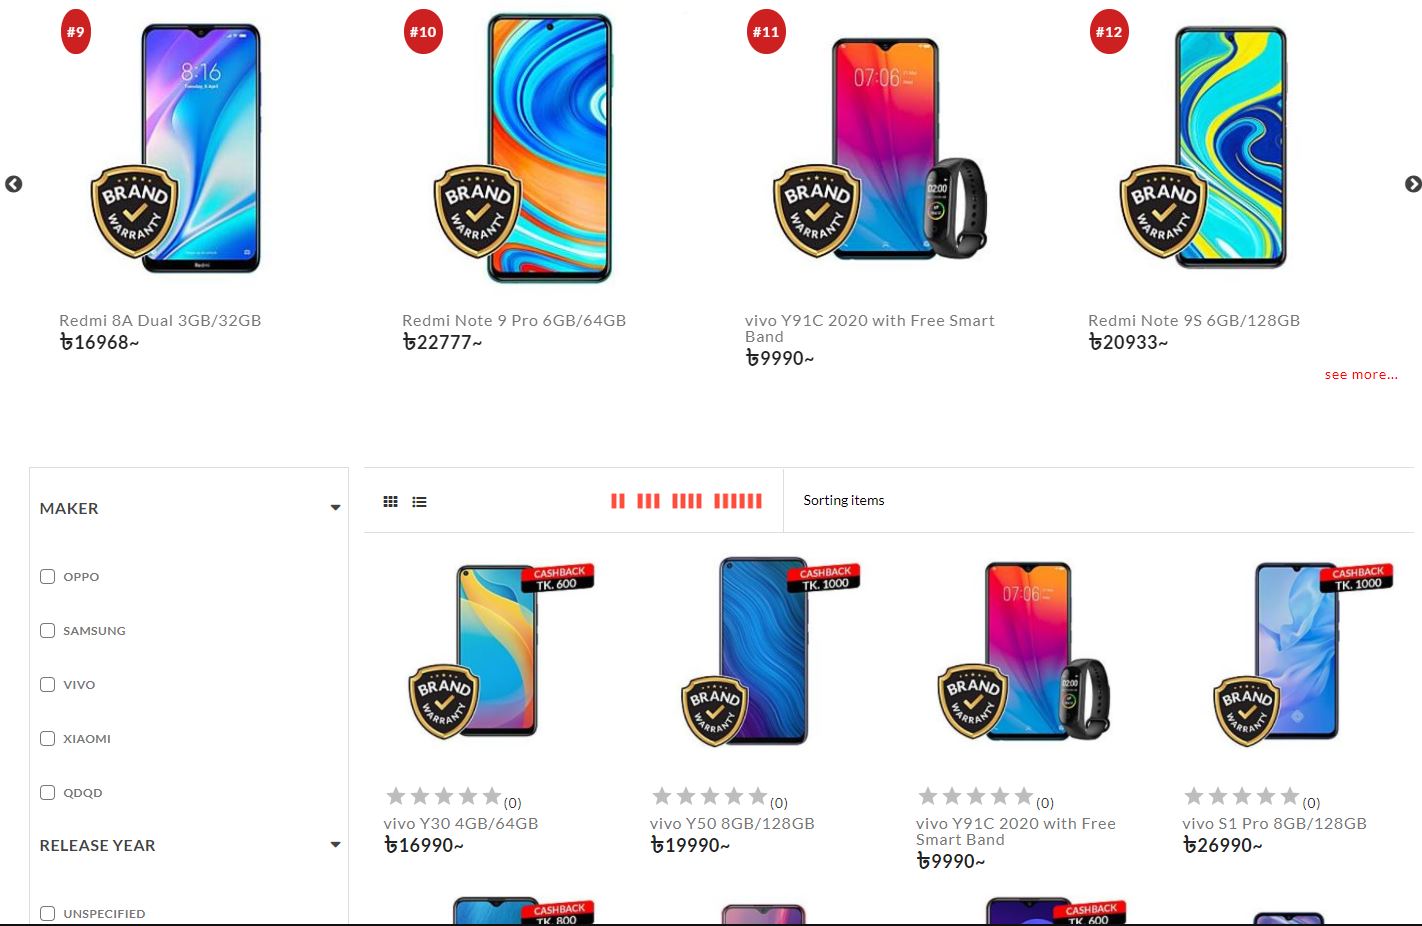 #9
#10
#11
#12
8:16
Tuesday, 5 April
Redmi
07:06
02:00
BRAND
WARRANTY
BRAND
WARRANTY
BRAND
WARRANTY
BRAND
WARRANTY
Redmi 8A Dual 3GB/32GB
৳16968~
Redmi Note 9 Pro 6GB/64GB
৳22777~
vivo Y91C 2020 with Free Smart
Band
৳9990~
Redmi Note 9S 6GB/128GB
৳20933~
see more...
MAKER
OPPO
SAMSUNG
VIVO
XIAOMI
QDQD
RELEASE YEAR
UNSPECIFIED
Sorting items
CASHBACK
TK. 600
BRAND
WARRANTY
(0)
vivo Y30 4GB/64GB
৳16990~
CASHBACK
TK. 1000
BRAND
WARRANTY
(0)
vivo Y50 8GB/128GB
৳19990~
07:06
02:00
BRAND
WARRANTY
(0)
vivo Y91C 2020 with Free
Smart Band
৳9990~
CASHBACK
TK. 1000
BRAND
WARRANTY
(0)
vivo S1 Pro 8GB/128GB
৳26990~
CASHBACK
TK. 800
CASHBACK
TK. 600